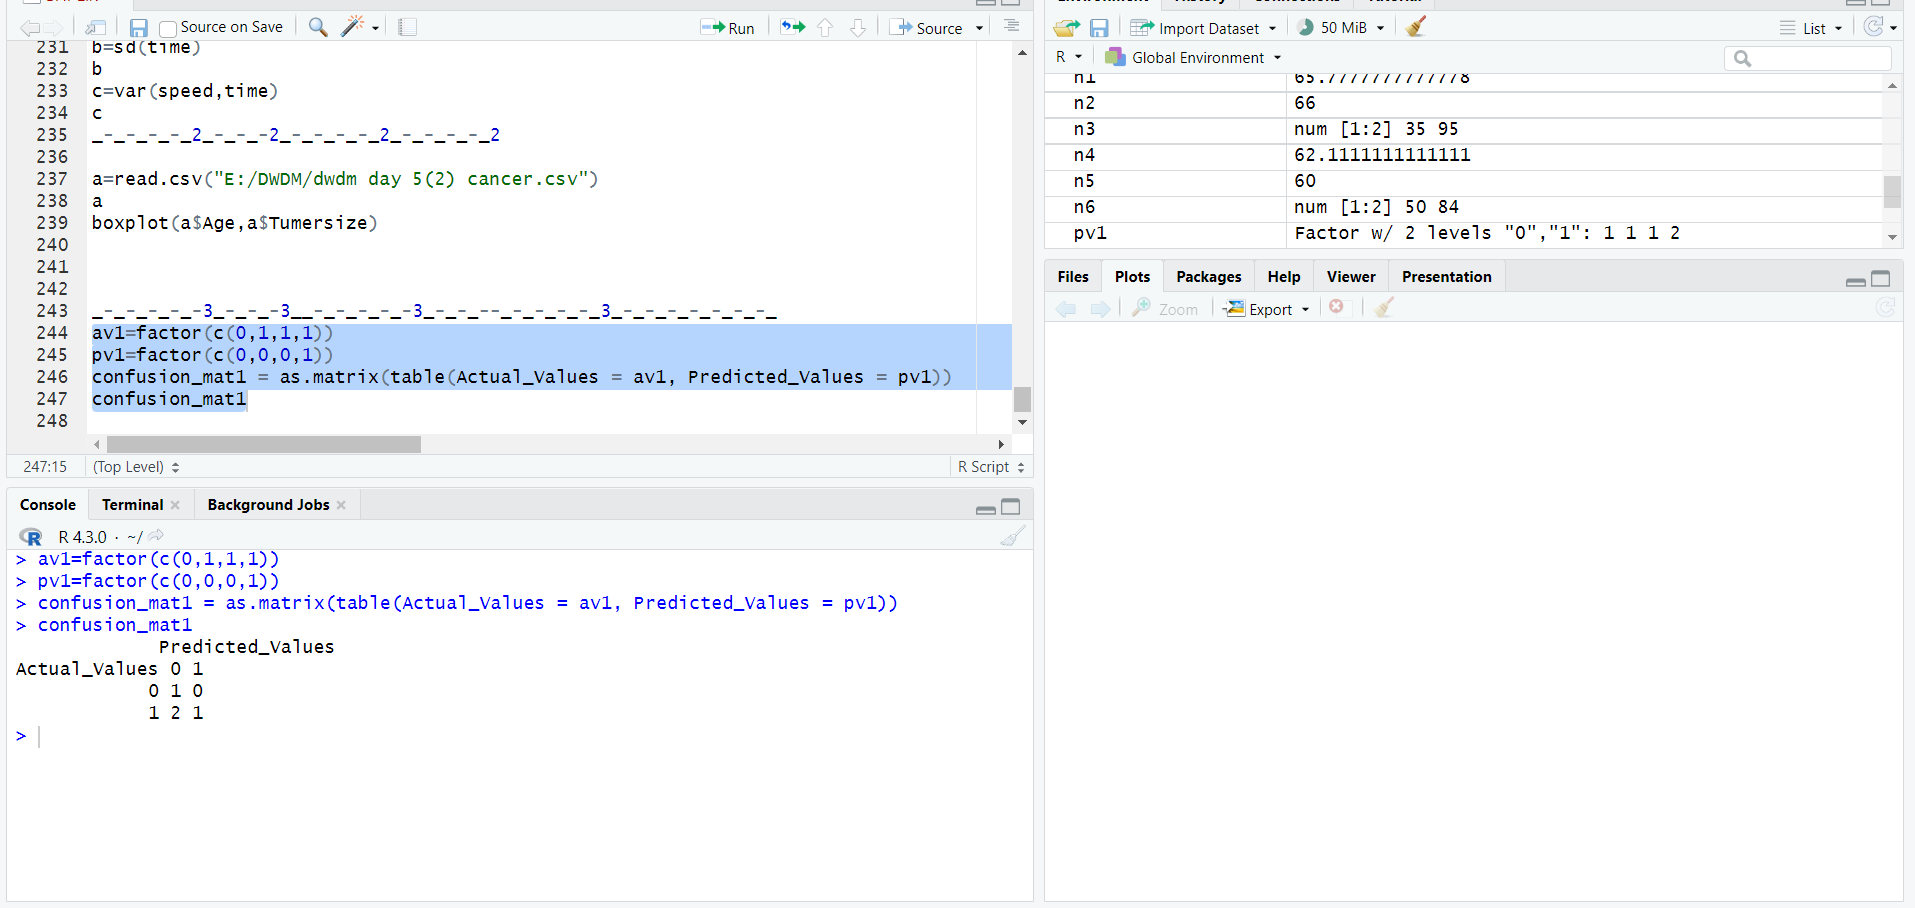 Source on Save
Run
Source
231 b=sd(time)
232 b
233 c=var(speed,time)
234 c
235 _-_-_-_-_2_-_-_-2_-_-_-_-_2_-_-_-_-_2
236
237 a=read.csv("E:/DWDM/dwdm day 5(2) cancer.csv")
238 a
239 boxplot(a$Age,a$Tumersize)
240
241
242
243 _-_-_-_-_-3_-_-_-3__-_-_-_-_-3_-_-_--_-_-_-_-_3_-_-_-_-_-_-_-_
244 av1=factor(c(0,1,1,1))
245 pv1=factor(c(0,0,0,1))
246 confusion_mat1 = as.matrix(table(Actual_Values = av1, Predicted_Values = pv1))
247 confusion_mat1
248
247:15 (Top Level) R Script
Console Terminal Background Jobs
R 4.3.0 · ~/
> av1=factor(c(0,1,1,1))
> pv1=factor(c(0,0,0,1))
> confusion_mat1 = as.matrix(table(Actual_Values = av1, Predicted_Values = pv1))
> confusion_mat1
Predicted_Values
Actual_Values 0 1
0 1 0
1 2 1
>
Environment History Connections Tutorial
Import Dataset 50 MiB List
R Global Environment
n1 65.7777777777778
n2 66
n3 num [1:2] 35 95
n4 62.1111111111111
n5 60
n6 num [1:2] 50 84
pv1 Factor w/ 2 levels "0","1": 1 1 1 2
Files Plots Packages Help Viewer Presentation
Zoom Export